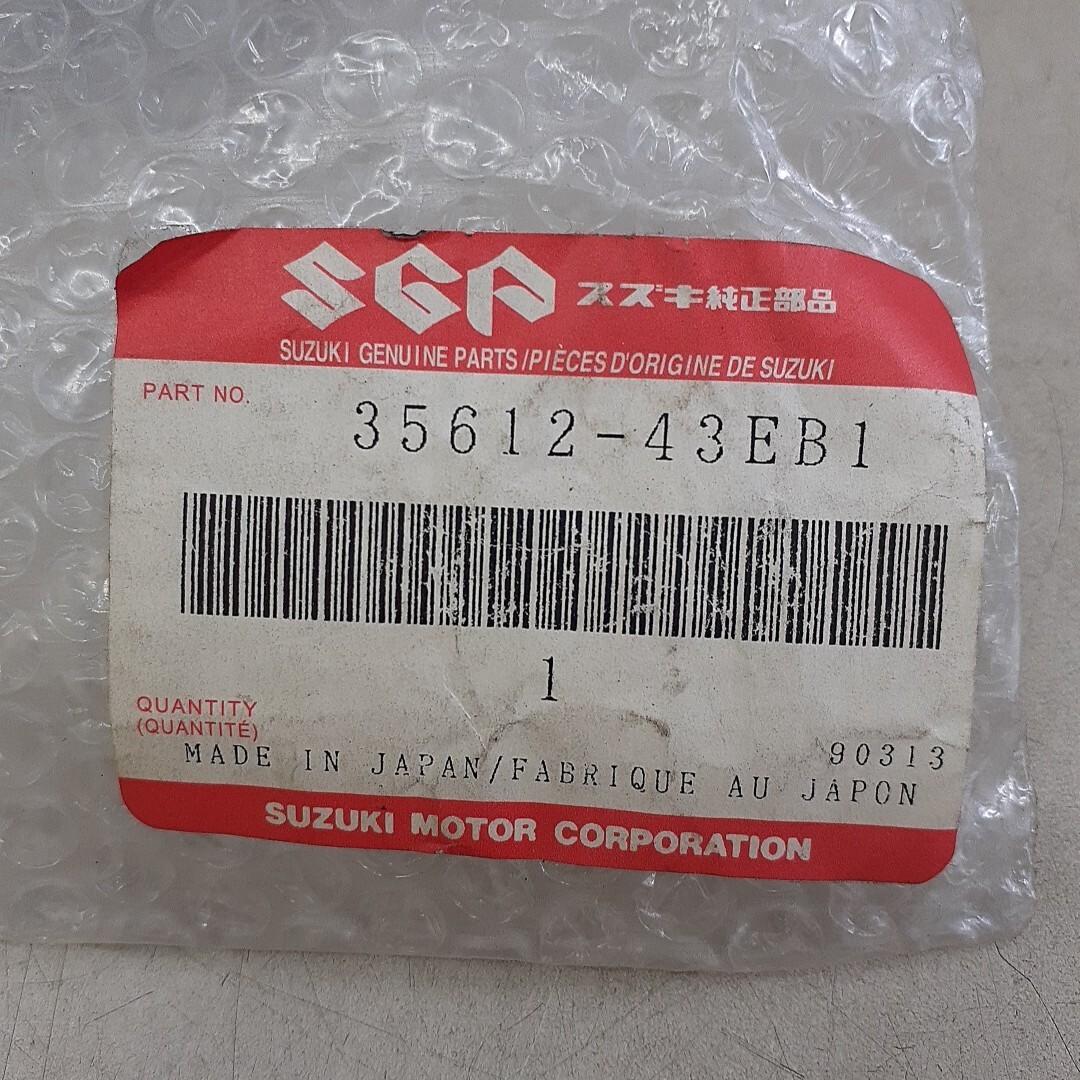 SGP スズキ純正部品
SUZUKI GENUINE PARTS/PIÈCES D'ORIGINE DE SUZUKI
PART NO. 35612-43EB1
1
QUANTITY
(QUANTITÉ)
90313
MADE IN JAPAN/FABRIQUE AU JAPON
SUZUKI MOTOR CORPORATION